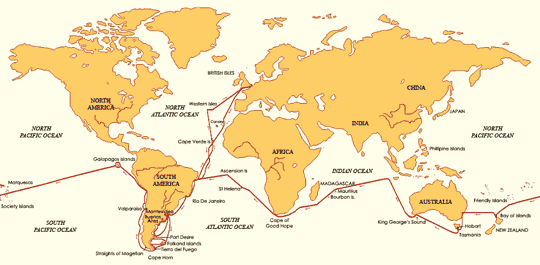 BRITISH ISLES
NORTH
AMERICA
CHINA
NORTH
ATLANTIC OCEAN
Western Isles
JAPAN
NORTH
PACIFIC OCEAN
NORTH
PACIFIC OCEAN
Canary Is.
INDIA
Cape Verde Is.
AFRICA
Philippine Islands
Galapagos Islands
Ascension Is
INDIAN OCEAN
SOUTH
AMERICA
Marquesas
St Helena
MADAGASCAR
Mauritius
Bourbon Is.
Rio De Janeiro
Society Islands
AUSTRALIA
Friendly Islands
Valparaiso
Montevideo
Buenos
Aires
SOUTH
PACIFIC OCEAN
SOUTH
ATLANTIC OCEAN
Cape of
Good Hope
King George's Sound
Bay of Islands
Hobart
Tasmania
NEW ZEALAND
Port Desire
Falkland Islands
Tierra del Fuego
Straights of Magellan
Cape Horn